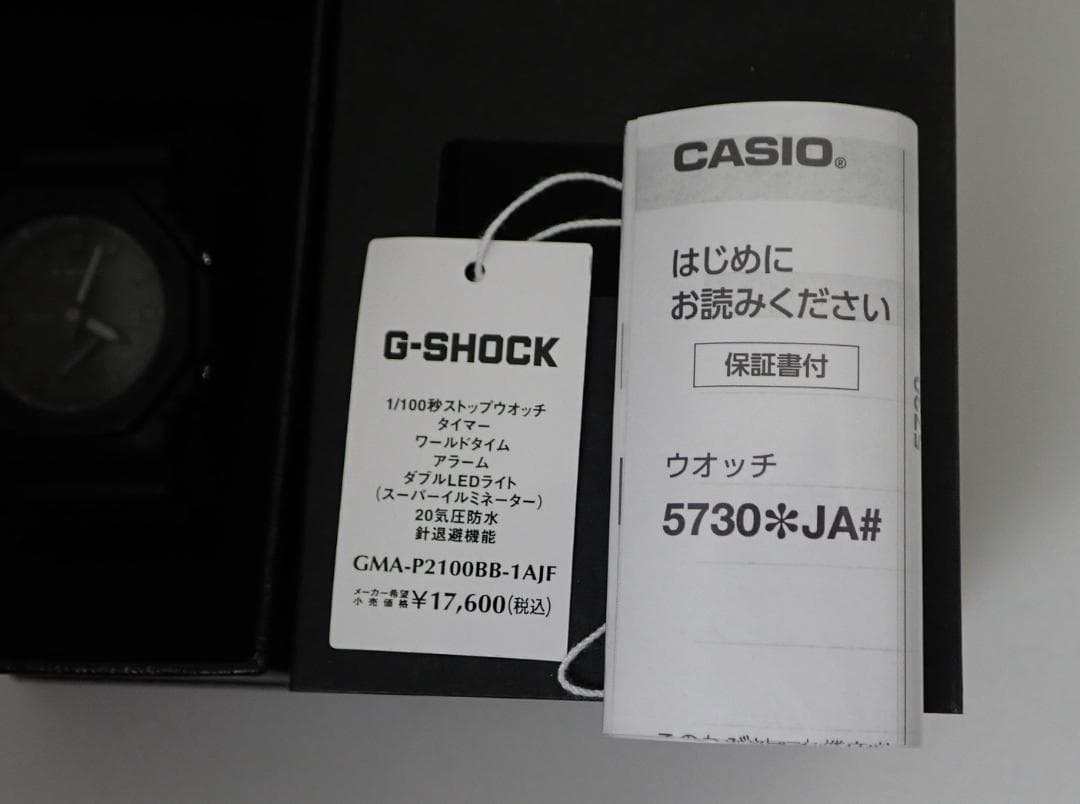 G-SHOCK
1/100秒ストップウオッチ
タイマー
ワールドタイム
アラーム
ダブルLEDライト
(スーパーイルミネーター)
20気圧防水
針退避機能
GMA-P2100BB-1AJF
メーカー希望
小売価格 ¥17,600(税込)
CASIO®
はじめに
お読みください
保証書付
ウオッチ
5730✻JA#